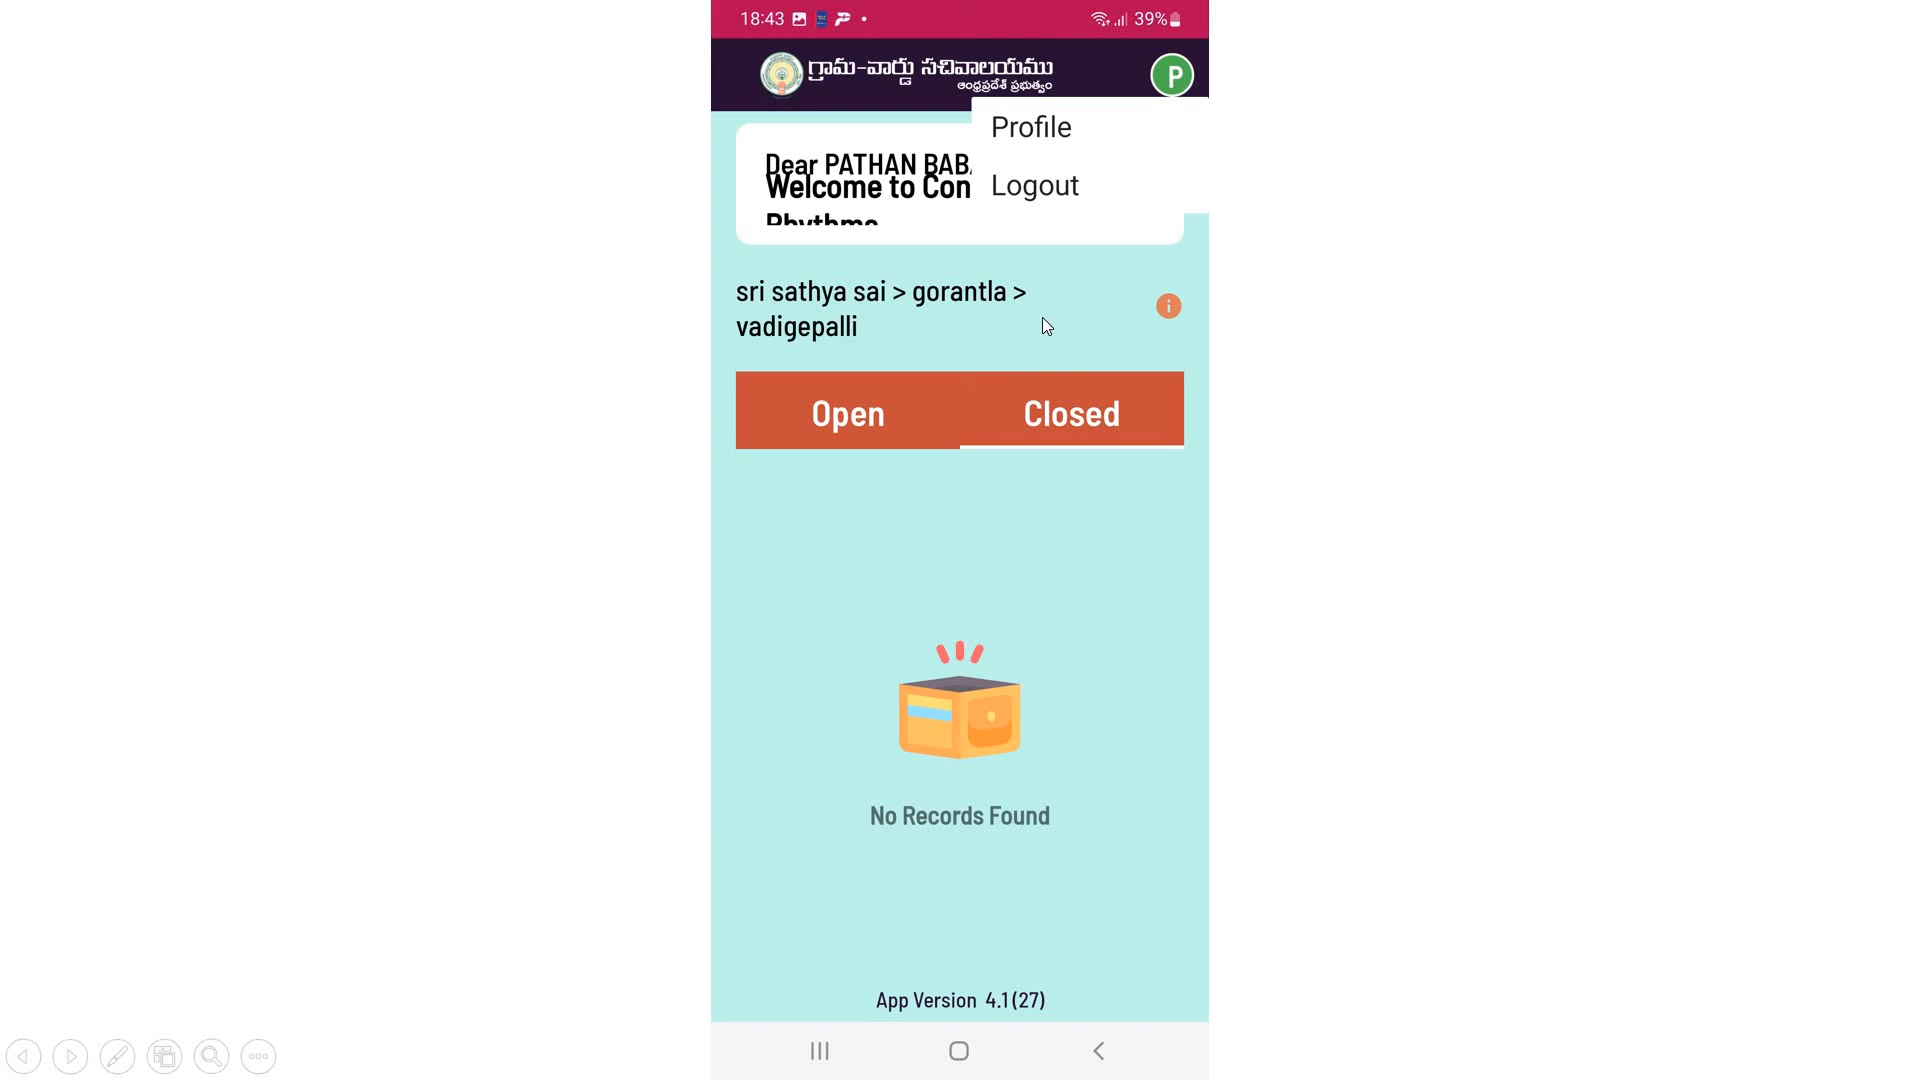 18:43
39%
గ్రామ-వార్డు సచివాలయము
ఆంధ్రప్రదేశ్ ప్రభుత్వం
P
Profile
Logout
Dear PATHAN BAB
Welcome to Con
Rhythms
sri sathya sai > gorantla >
vadigepalli
i
Open
Closed
No Records Found
App Version 4.1(27)